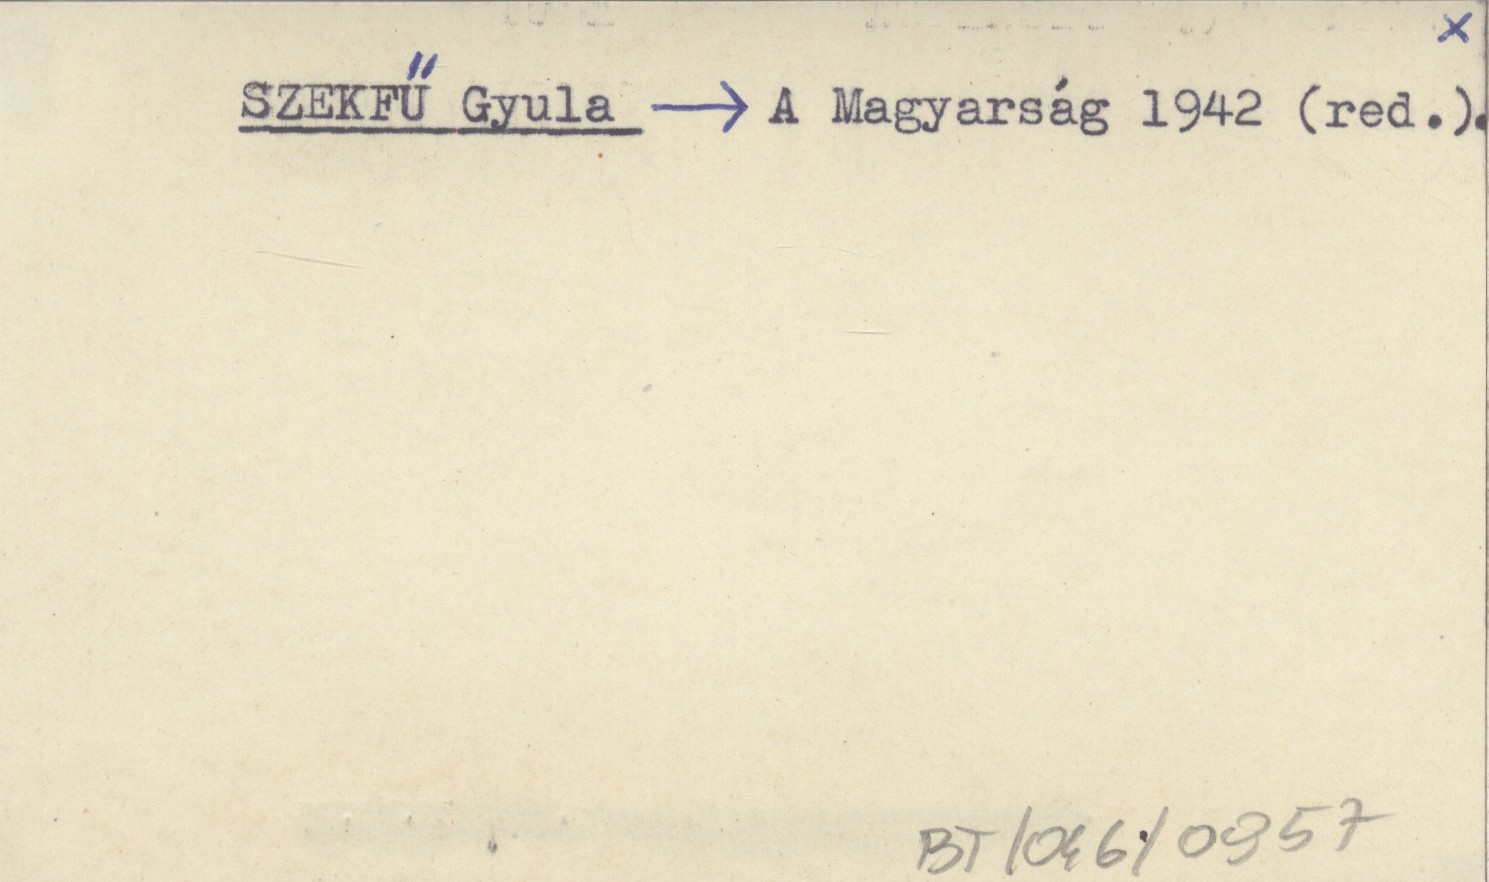 x
SZEKFŰ Gyula → A Magyarság 1942 (red.).
BT/046/0957